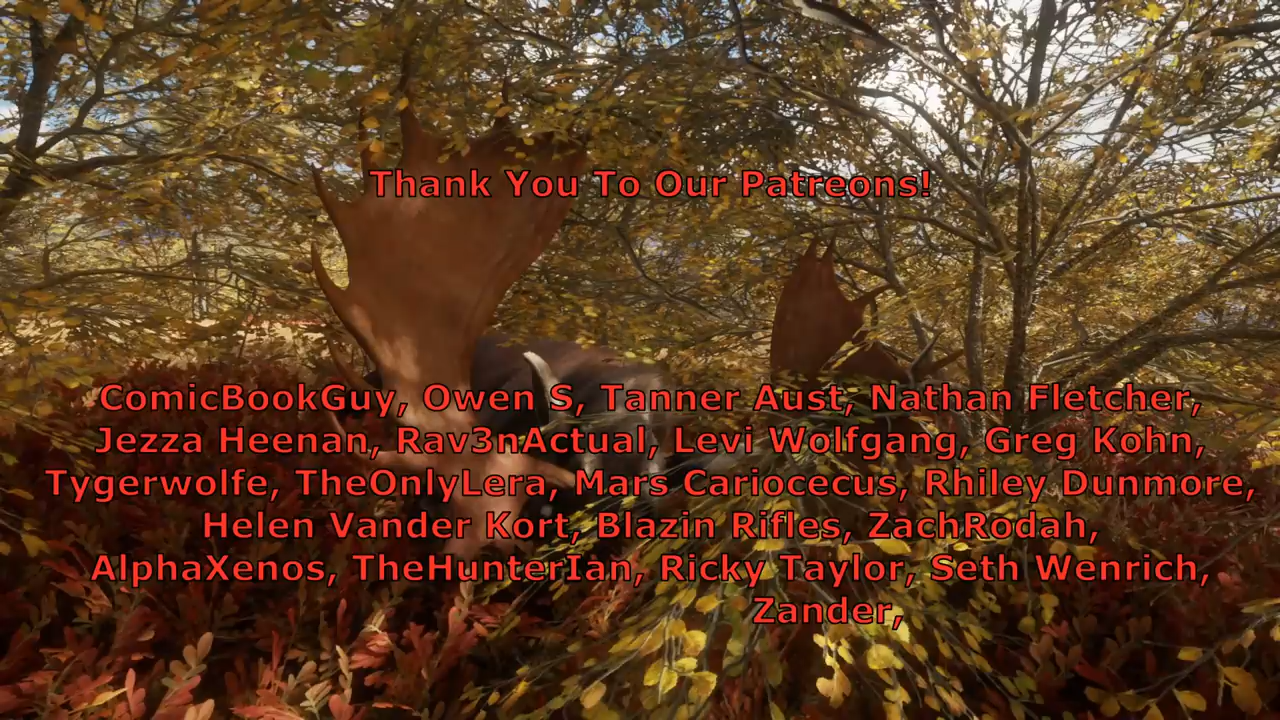 Thank You To Our Patreons!
ComicBookGuy, Owen S, Tanner Aust, Nathan Fletcher,
Jezza Heenan, Rav3nActual, Levi Wolfgang, Greg Kohn,
Tygerwolfe, TheOnlyLera, Mars Cariocecus, Rhiley Dunmore,
Helen Vander Kort, Blazin Rifles, ZachRodah,
AlphaXenos, TheHunterIan, Ricky Taylor, Seth Wenrich,
Zander,